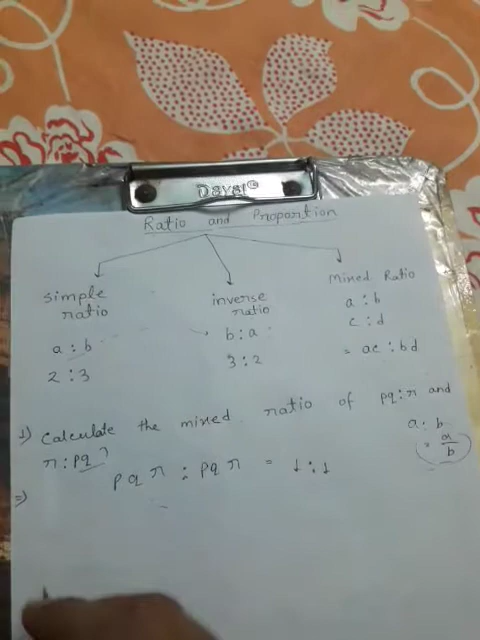 Ratio and Proportion
simple ratio
a : b
2 : 3
inverse ratio
b : a
3 : 2
Mixed Ratio
a : b
c : d
= ac : bd
1) Calculate the mixed ratio of pq : r and
r : pq ?
a : b
= a/b
=> pqr : pqr = 1 : 1